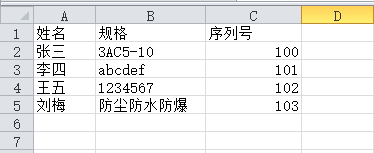 A B C D
1 姓名 规格 序列号
2 张三 3AC5-10 100
3 李四 abcdef 101
4 王五 1234567 102
5 刘梅 防尘防水防爆 103
6
7